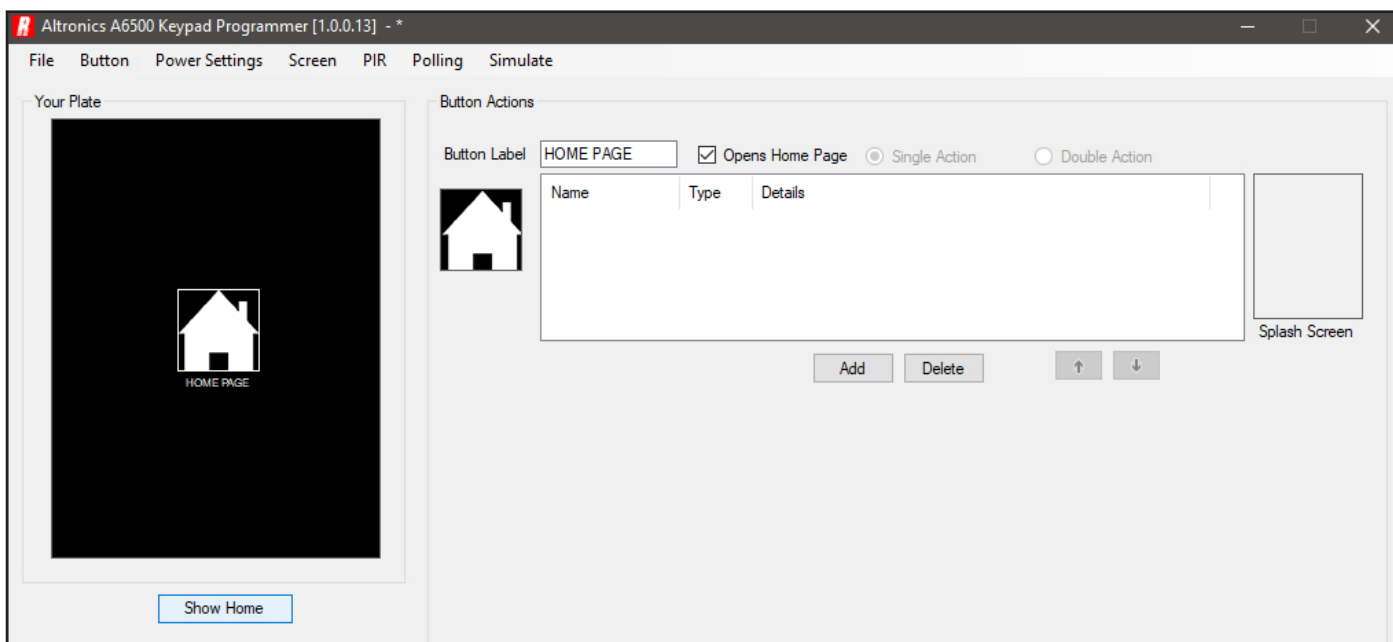 Altronics A6500 Keypad Programmer [1.0.0.13] - *
File Button Power Settings Screen PIR Polling Simulate
Your Plate
HOME PAGE
Show Home
Button Actions
Button Label HOME PAGE Opens Home Page Single Action Double Action
Name Type Details
Splash Screen
Add Delete